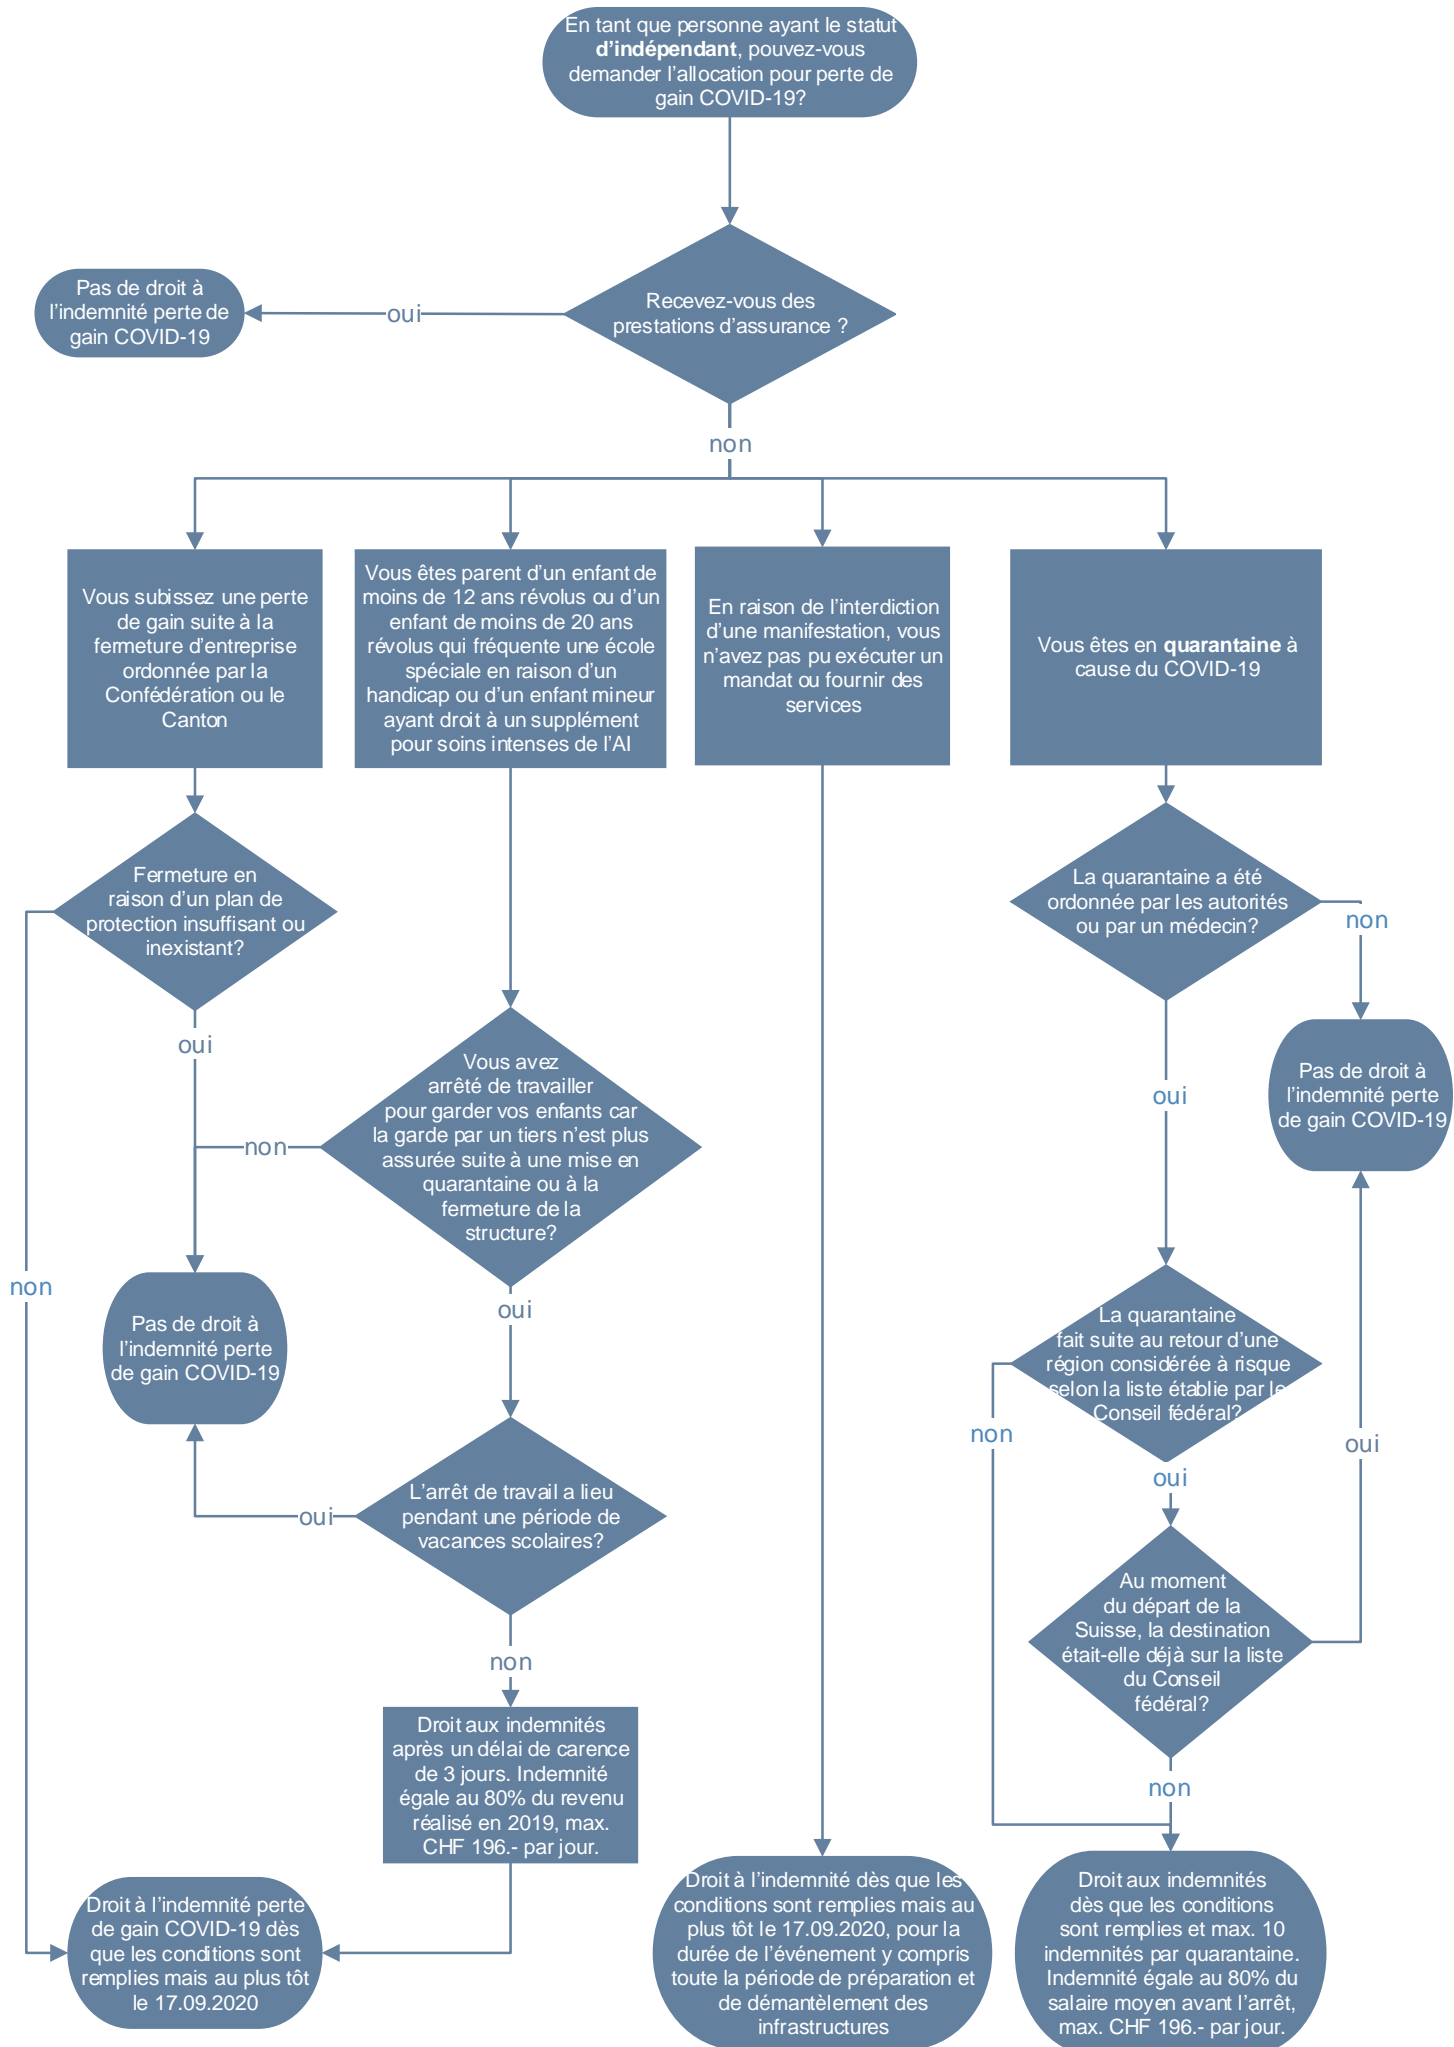 En tant que personne ayant le statut
d’indépendant, pouvez-vous
demander l’allocation pour perte de
gain COVID-19?
Recevez-vous des
prestations d’assurance ?
oui
Pas de droit à
l’indemnité perte de
gain COVID-19
non
Vous subissez une perte
de gain suite à la
fermeture d’entreprise
ordonnée par la
Confédération ou le
Canton
Vous êtes parent d’un enfant de
moins de 12 ans révolus ou d’un
enfant de moins de 20 ans
révolus qui fréquente une école
spéciale en raison d’un
handicap ou d’un enfant mineur
ayant droit à un supplément
pour soins intenses de l’AI
En raison de l’interdiction
d’une manifestation, vous
n’avez pas pu exécuter un
mandat ou fournir des
services
Vous êtes en quarantaine à
cause du COVID-19
Fermeture en
raison d’un plan de
protection insuffisant ou
inexistant?
La quarantaine a été
ordonnée par les autorités
ou par un médecin?
non
oui
Vous avez
arrêté de travailler
pour garder vos enfants car
la garde par un tiers n’est plus
assurée suite à une mise en
quarantaine ou à la
fermeture de la
structure?
non
oui
Pas de droit à
l’indemnité perte
de gain COVID-19
non
Pas de droit à
l’indemnité perte
de gain COVID-19
oui
La quarantaine
fait suite au retour d’une
région considérée à risque
selon la liste établie par le
Conseil fédéral?
non
oui
oui
L’arrêt de travail a lieu
pendant une période de
vacances scolaires?
oui
Au moment
du départ de la
Suisse, la destination
était-elle déjà sur la liste
du Conseil
fédéral?
non
non
Droit aux indemnités
après un délai de carence
de 3 jours. Indemnité
égale au 80% du revenu
réalisé en 2019, max.
CHF 196.- par jour.
Droit à l’indemnité perte
de gain COVID-19 dès
que les conditions sont
remplies mais au plus tôt
le 17.09.2020
Droit à l’indemnité dès que les
conditions sont remplies mais au
plus tôt le 17.09.2020, pour la
durée de l’événement y compris
toute la période de préparation et
de démantèlement des
infrastructures
Droit aux indemnités
dès que les conditions
sont remplies et max. 10
indemnités par quarantaine.
Indemnité égale au 80% du
salaire moyen avant l’arrêt,
max. CHF 196.- par jour.